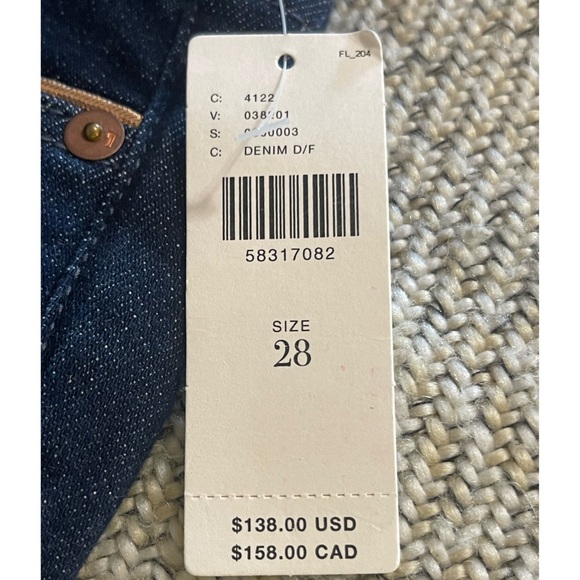 FL_204
C: 4122
V:
S:
C: DENIM D/F
58317082
SIZE
28
$138.00 USD
$158.00 CAD